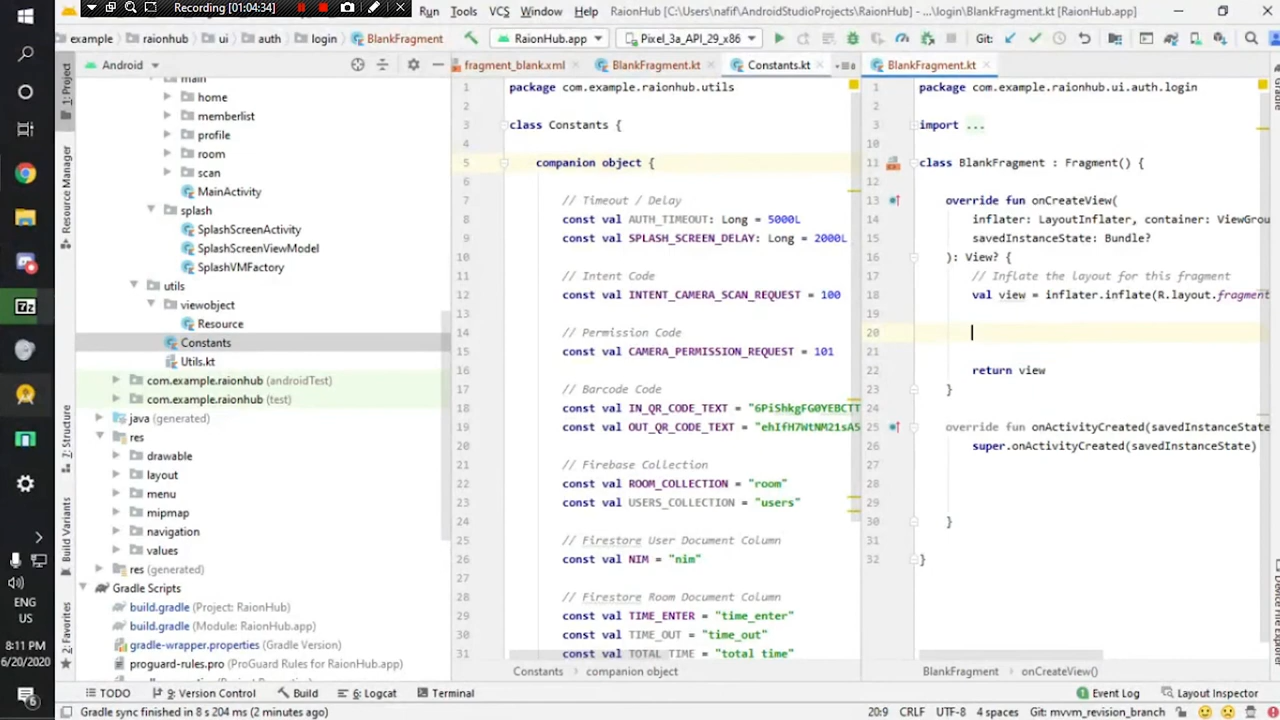 Recording [01:04:34]
Run Tools VCS Window Help RaionHub [C:\Users\nafif\AndroidStudioProjects\RaionHub] - ...\login\BlankFragment.kt [RaionHub.app]
example raionhub ui auth login BlankFragment RaionHub.app Pixel_3a_API_29_x86 Git:
Android
fragment_blank.xml BlankFragment.kt Constants.kt BlankFragment.kt
1: Project
Resource Manager
7: Structure
Build Variants
2: Favorites
main
home
memberlist
profile
room
scan
MainActivity
splash
SplashScreenActivity
SplashScreenViewModel
SplashVMFactory
utils
viewobject
Resource
Constants
Utils.kt
com.example.raionhub (androidTest)
com.example.raionhub (test)
java (generated)
res
drawable
layout
menu
mipmap
navigation
values
res (generated)
Gradle Scripts
build.gradle (Project: RaionHub)
build.gradle (Module: RaionHub.app)
gradle-wrapper.properties (Gradle Version)
proguard-rules.pro (ProGuard Rules for RaionHub.app)
1 package com.example.raionhub.utils
2
3 class Constants {
4
5 companion object {
6
7 // Timeout / Delay
8 const val AUTH_TIMEOUT: Long = 5000L
9 const val SPLASH_SCREEN_DELAY: Long = 2000L
10
11 // Intent Code
12 const val INTENT_CAMERA_SCAN_REQUEST = 100
13
14 // Permission Code
15 const val CAMERA_PERMISSION_REQUEST = 101
16
17 // Barcode Code
18 const val IN_QR_CODE_TEXT = "6PiShkgFG0YEBCTT
19 const val OUT_QR_CODE_TEXT = "ehIfH7WtNM21sA5
20
21 // Firebase Collection
22 const val ROOM_COLLECTION = "room"
23 const val USERS_COLLECTION = "users"
24
25 // Firestore User Document Column
26 const val NIM = "nim"
27
28 // Firestore Room Document Column
29 const val TIME_ENTER = "time_enter"
30 const val TIME_OUT = "time_out"
31 const val TOTAL_TIME = "total_time"
Constants companion object
1 package com.example.raionhub.ui.auth.login
2
3 import ...
10
11 class BlankFragment : Fragment() {
12
13 override fun onCreateView(
14 inflater: LayoutInflater, container: ViewGrou
15 savedInstanceState: Bundle?
16 ): View? {
17 // Inflate the layout for this fragment
18 val view = inflater.inflate(R.layout.fragment
19
20
21
22 return view
23 }
24
25 override fun onActivityCreated(savedInstanceState
26 super.onActivityCreated(savedInstanceState)
27
28
29
30 }
31
32 }
BlankFragment onCreateView()
TODO 9: Version Control Build 6: Logcat Terminal Event Log Layout Inspector
Gradle sync finished in 8 s 204 ms (2 minutes ago) 20:9 CRLF UTF-8 4 spaces Git: mvvm_revision_branch
ENG
US
8:11 PM
6/20/2020
6